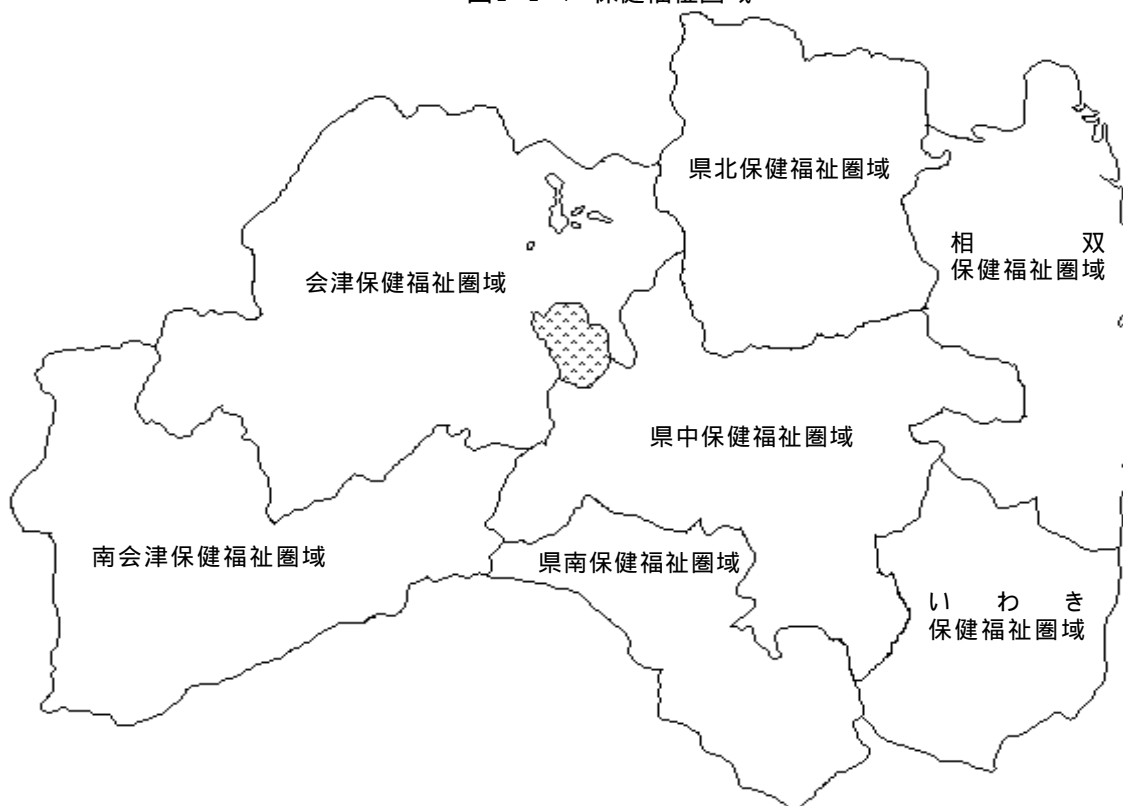 県北保健福祉圏域
相双
保健福祉圏域
会津保健福祉圏域
県中保健福祉圏域
南会津保健福祉圏域
県南保健福祉圏域
いわき
保健福祉圏域